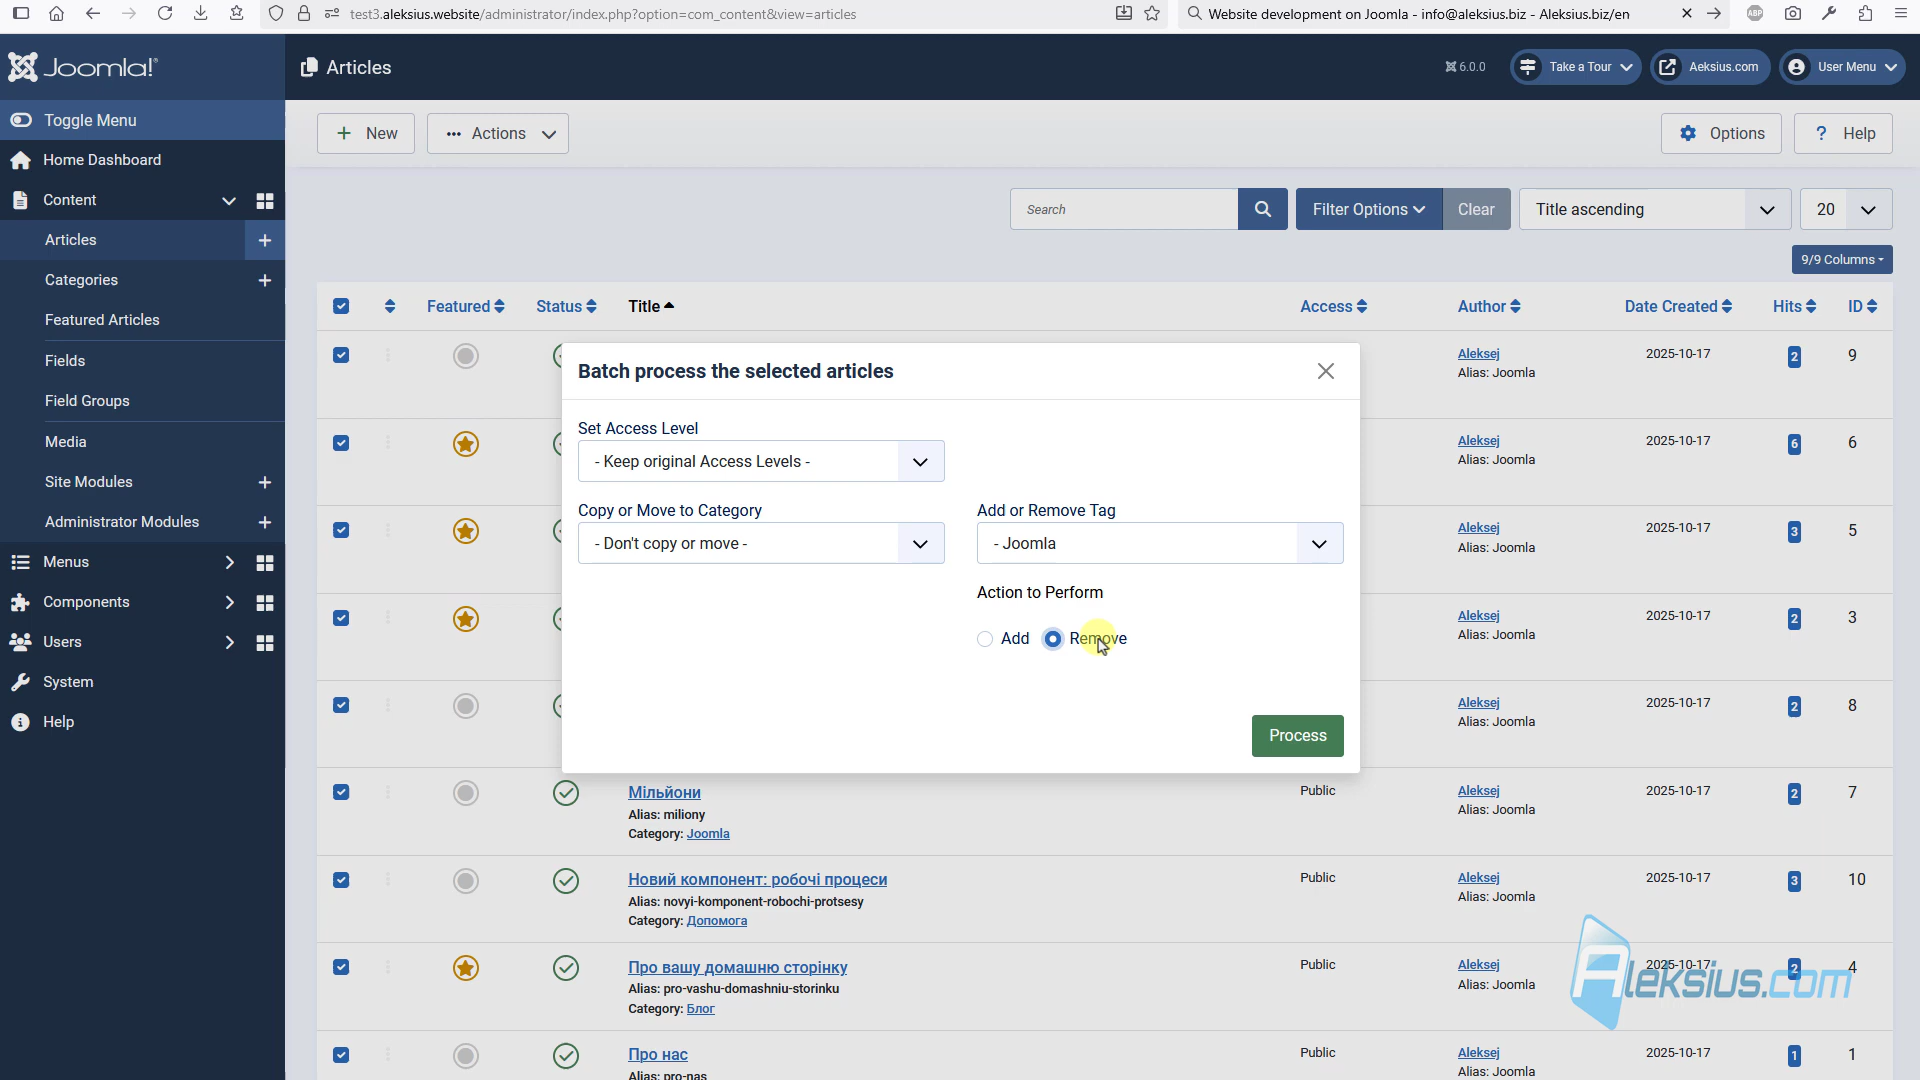 test3.aleksius.website/administrator/index.php?option=com_content&view=articles
Website development on Joomla - info@aleksius.biz - Aleksius.biz/en
ABP
Joomla!
Articles
6.0.0
Take a Tour
Aeksius.com
User Menu
Toggle Menu
Home Dashboard
Content
Articles
Categories
Featured Articles
Fields
Field Groups
Media
Site Modules
Administrator Modules
Menus
Components
Users
System
Help
New
Actions
Options
Help
Search
Filter Options
Clear
Title ascending
20
9/9 Columns
Featured
Status
Title
Access
Author
Date Created
Hits
ID
Aleksej
Alias: Joomla
2025-10-17
2
9
Aleksej
Alias: Joomla
2025-10-17
6
6
Aleksej
Alias: Joomla
2025-10-17
3
5
Aleksej
Alias: Joomla
2025-10-17
2
3
Aleksej
Alias: Joomla
2025-10-17
2
8
Batch process the selected articles
Set Access Level
- Keep original Access Levels -
Copy or Move to Category
- Don't copy or move -
Add or Remove Tag
- Joomla
Action to Perform
Add
Remove
Process
Мільйони
Alias: miliony
Category: Joomla
Public
Aleksej
Alias: Joomla
2025-10-17
2
7
Новий компонент: робочі процеси
Alias: novyi-komponent-robochi-protsesy
Category: Допомога
Public
Aleksej
Alias: Joomla
2025-10-17
3
10
Про вашу домашню сторінку
Alias: pro-vashu-domashniu-storinku
Category: Блог
Public
Aleksej
Alias: Joomla
2025-10-17
2
4
Про нас
Alias: pro-nas
Public
Aleksej
Alias: Joomla
2025-10-17
1
1
Aleksius.com